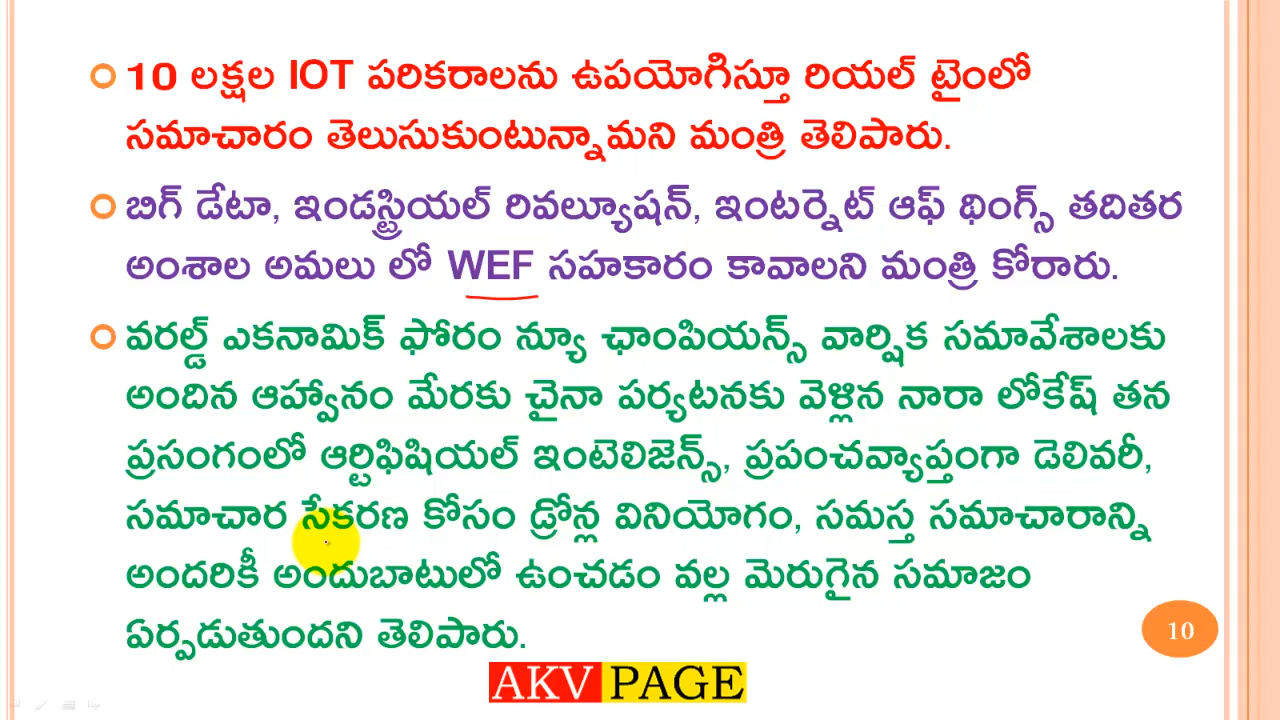 10 లక్షల IOT పరికరాలను ఉపయోగిస్తూ రియల్ టైంలో
సమాచారం తెలుసుకుంటున్నామని మంత్రి తెలిపారు.
బిగ్ డేటా, ఇండస్ట్రియల్ రివల్యూషన్, ఇంటర్నెట్ ఆఫ్ థింగ్స్ తదితర
అంశాల అమలు లో WEF సహకారం కావాలని మంత్రి కోరారు.
వరల్డ్ ఎకనామిక్ ఫోరం న్యూ ఛాంపియన్స్ వార్షిక సమావేశాలకు
అందిన ఆహ్వానం మేరకు చైనా పర్యటనకు వెళ్లిన నారా లోకేష్ తన
ప్రసంగంలో ఆర్టిఫిషియల్ ఇంటెలిజెన్స్, ప్రపంచవ్యాప్తంగా డెలివరీ,
సమాచార సేకరణ కోసం డ్రోన్ల వినియోగం, సమస్త సమాచారాన్ని
అందరికీ అందుబాటులో ఉంచడం వల్ల మెరుగైన సమాజం
ఏర్పడుతుందని తెలిపారు.
10
AKV PAGE